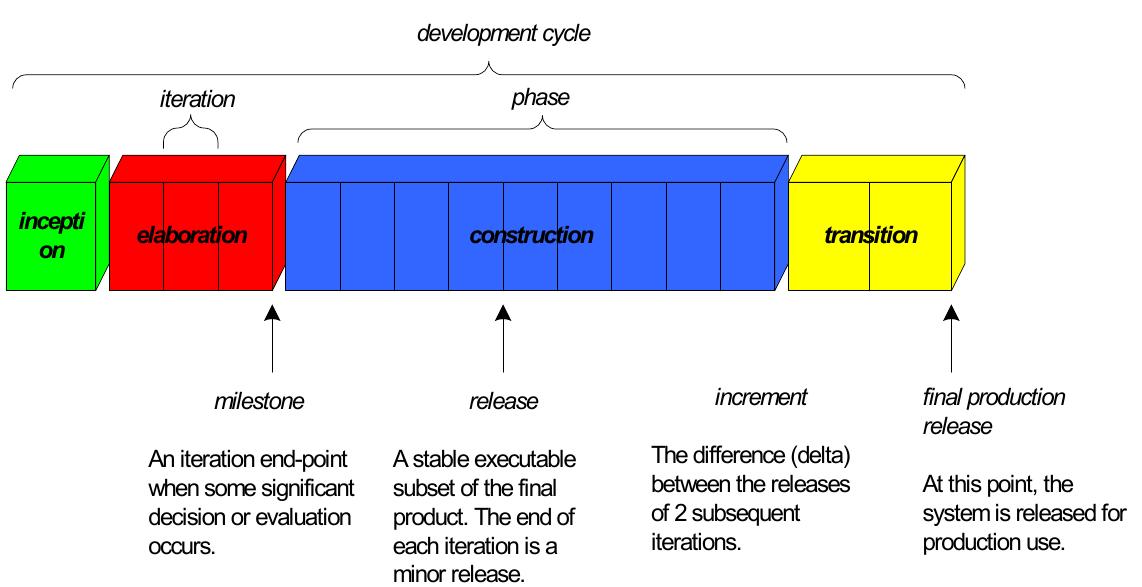 development cycle
iteration
phase
incepti
on
elaboration
construction
transition
milestone
An iteration end-point
when some significant
decision or evaluation
occurs.
release
A stable executable
subset of the final
product. The end of
each iteration is a
minor release.
increment
The difference (delta)
between the releases
of 2 subsequent
iterations.
final production
release
At this point, the
system is released for
production use.